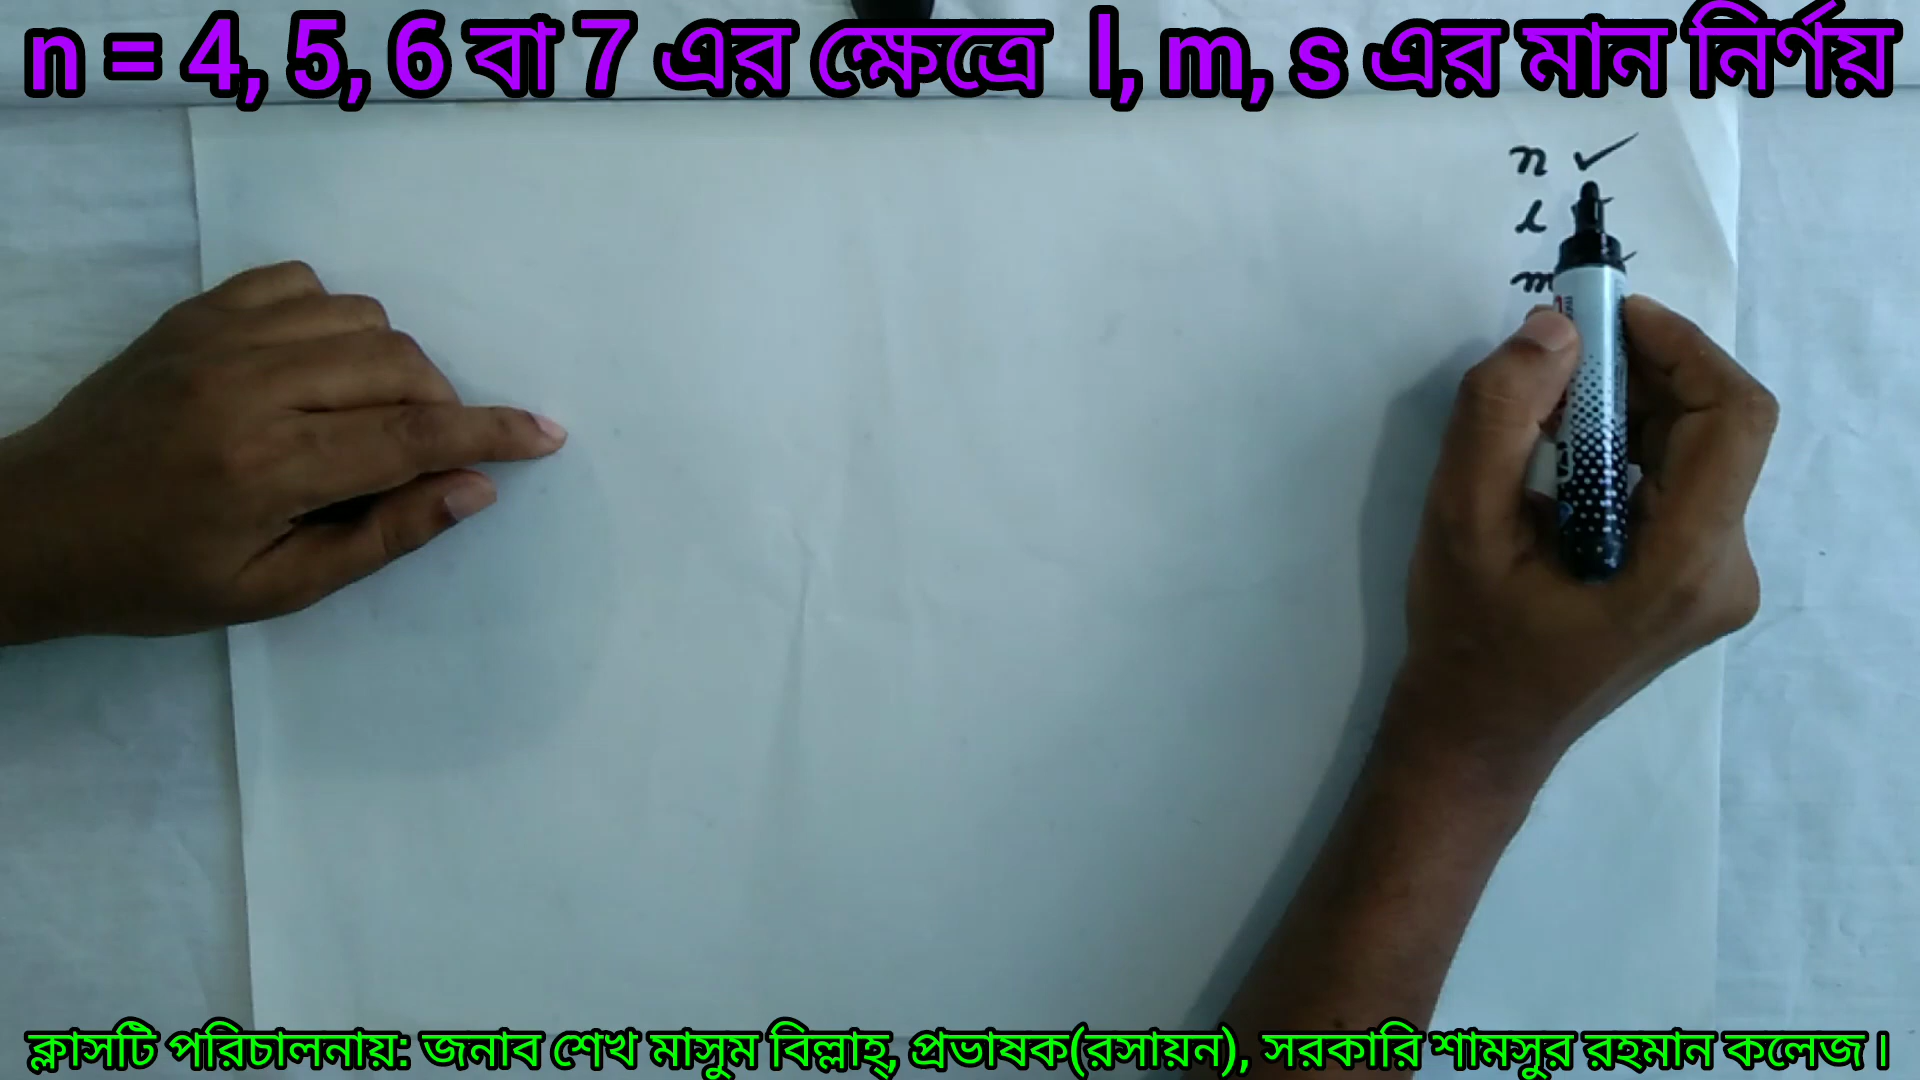 n = 4, 5, 6 বা 7 এর ক্ষেত্রে l, m, s এর মান নির্ণয়
n ✓
l
m
ক্লাসটি পরিচালনায়: জনাব শেখ মাসুম বিল্লাহ্, প্রভাষক(রসায়ন), সরকারি শামসুর রহমান কলেজ।